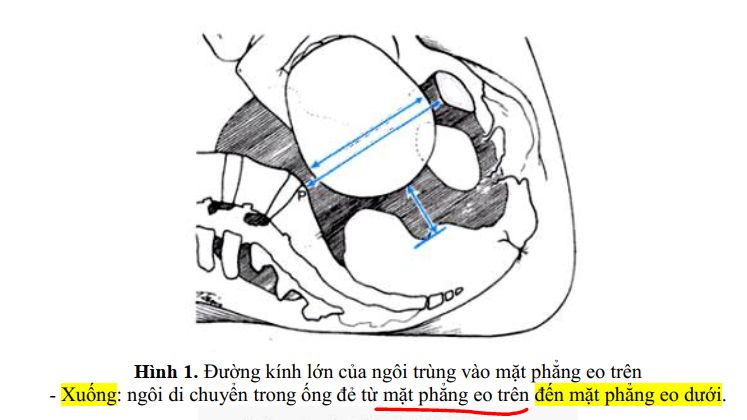 P
Hình 1. Đường kính lớn của ngôi trùng vào mặt phẳng eo trên
- Xuống: ngôi di chuyển trong ống đẻ từ mặt phẳng eo trên đến mặt phẳng eo dưới.